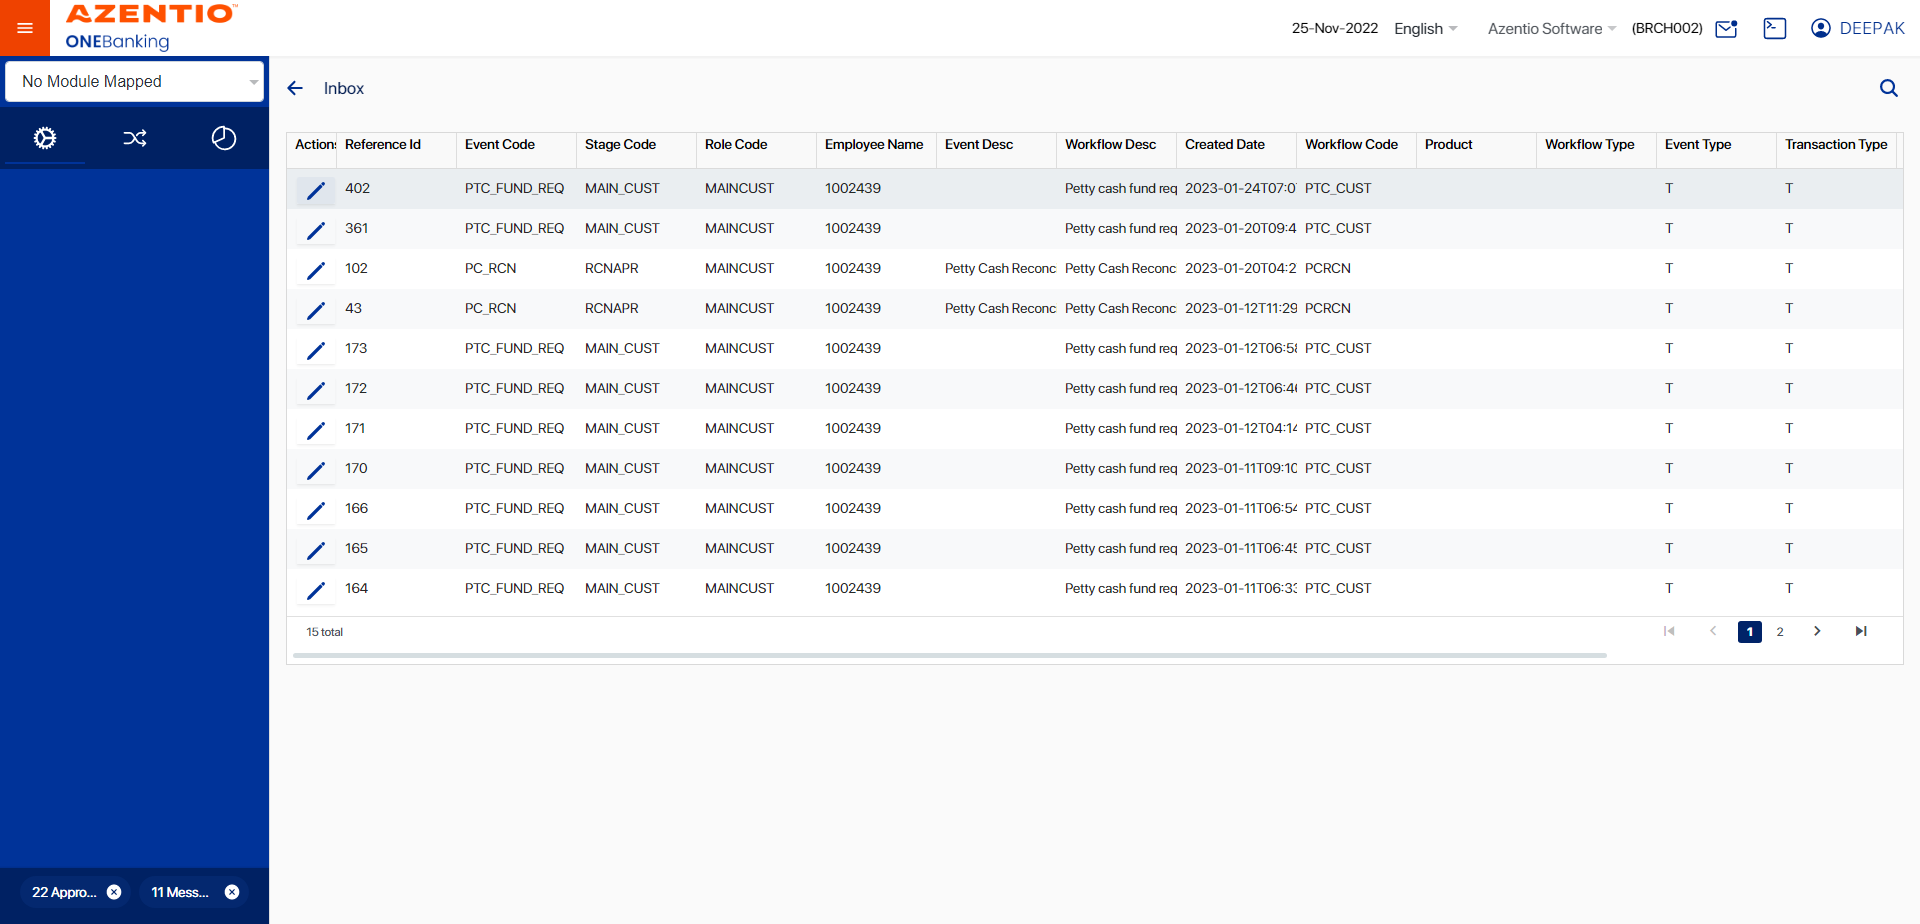 AZENTIO™
ONEBanking
25-Nov-2022 English Azentio Software (BRCH002) DEEPAK
No Module Mapped
Inbox
Actions Reference Id Event Code Stage Code Role Code Employee Name Event Desc Workflow Desc Created Date Workflow Code Product Workflow Type Event Type Transaction Type
402 PTC_FUND_REQ MAIN_CUST MAINCUST 1002439 Petty cash fund req 2023-01-24T07:0 PTC_CUST T T
361 PTC_FUND_REQ MAIN_CUST MAINCUST 1002439 Petty cash fund req 2023-01-20T09:4 PTC_CUST T T
102 PC_RCN RCNAPR MAINCUST 1002439 Petty Cash Reconc Petty Cash Reconc 2023-01-20T04:2 PCRCN T T
43 PC_RCN RCNAPR MAINCUST 1002439 Petty Cash Reconc Petty Cash Reconc 2023-01-12T11:29 PCRCN T T
173 PTC_FUND_REQ MAIN_CUST MAINCUST 1002439 Petty cash fund req 2023-01-12T06:58 PTC_CUST T T
172 PTC_FUND_REQ MAIN_CUST MAINCUST 1002439 Petty cash fund req 2023-01-12T06:46 PTC_CUST T T
171 PTC_FUND_REQ MAIN_CUST MAINCUST 1002439 Petty cash fund req 2023-01-12T04:14 PTC_CUST T T
170 PTC_FUND_REQ MAIN_CUST MAINCUST 1002439 Petty cash fund req 2023-01-11T09:10 PTC_CUST T T
166 PTC_FUND_REQ MAIN_CUST MAINCUST 1002439 Petty cash fund req 2023-01-11T06:54 PTC_CUST T T
165 PTC_FUND_REQ MAIN_CUST MAINCUST 1002439 Petty cash fund req 2023-01-11T06:45 PTC_CUST T T
164 PTC_FUND_REQ MAIN_CUST MAINCUST 1002439 Petty cash fund req 2023-01-11T06:33 PTC_CUST T T
15 total 1 2
22 Appro... 11 Mess...